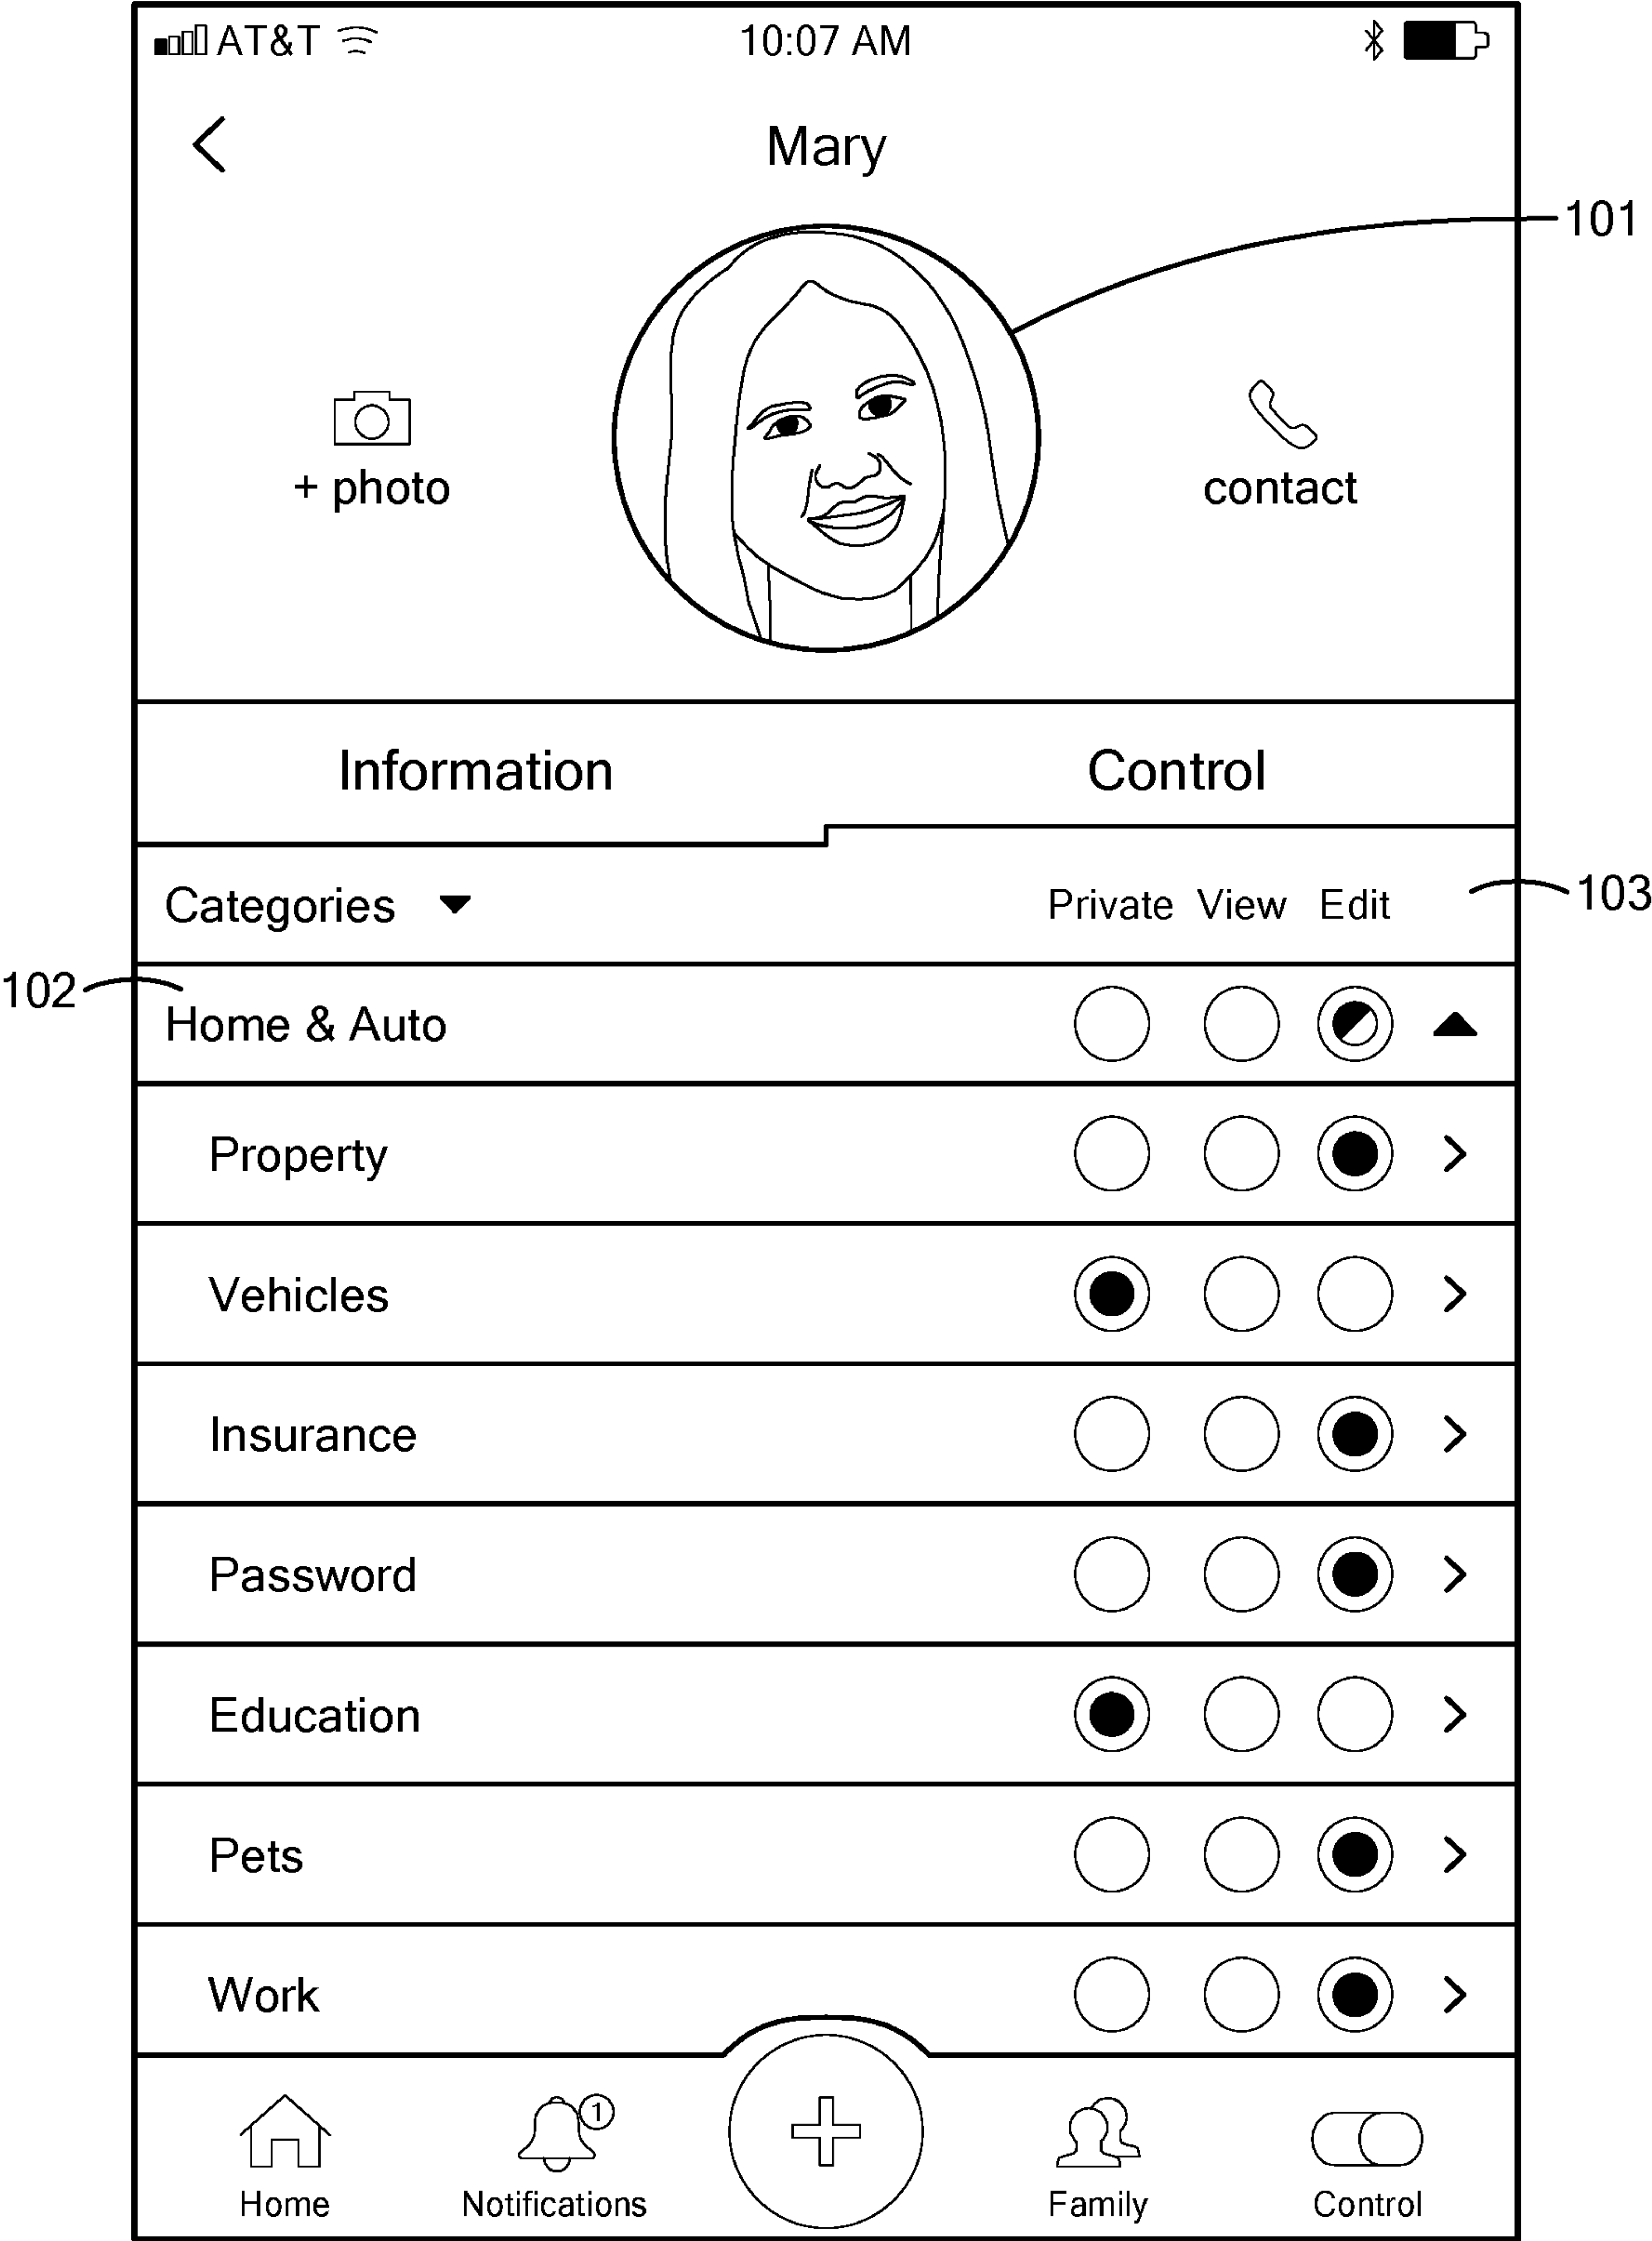 AT&T 10:07 AM
Mary
101
+ photo
contact
Information Control
Categories Private View Edit
103
102
Home & Auto
Property
Vehicles
Insurance
Password
Education
Pets
Work
1
Home Notifications Family Control